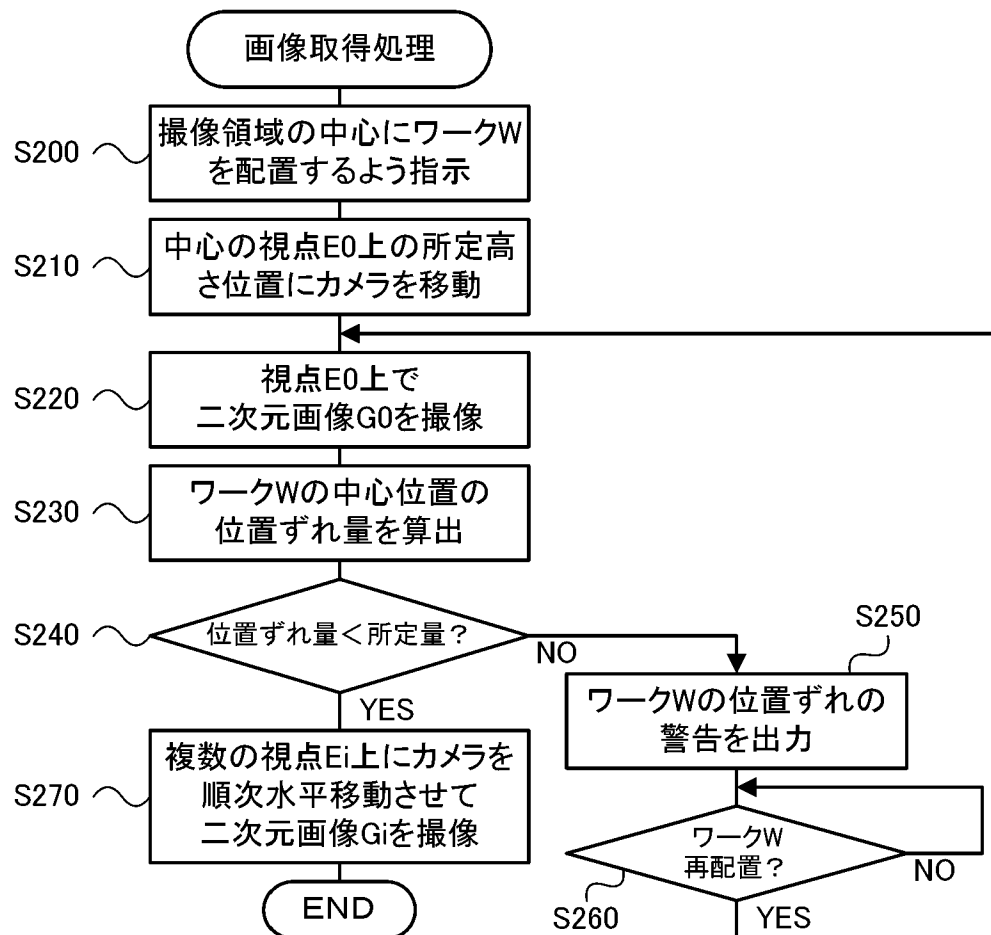 画像取得処理
S200
撮像領域の中心にワークW
を配置するよう指示
S210
中心の視点E0上の所定高
さ位置にカメラを移動
S220
視点E0上で
二次元画像G0を撮像
S230
ワークWの中心位置の
位置ずれ量を算出
S240
位置ずれ量＜所定量？
NO
YES
S250
ワークWの位置ずれの
警告を出力
S270
複数の視点Ei上にカメラを
順次水平移動させて
二次元画像Giを撮像
ワークW
再配置？
NO
S260
YES
END